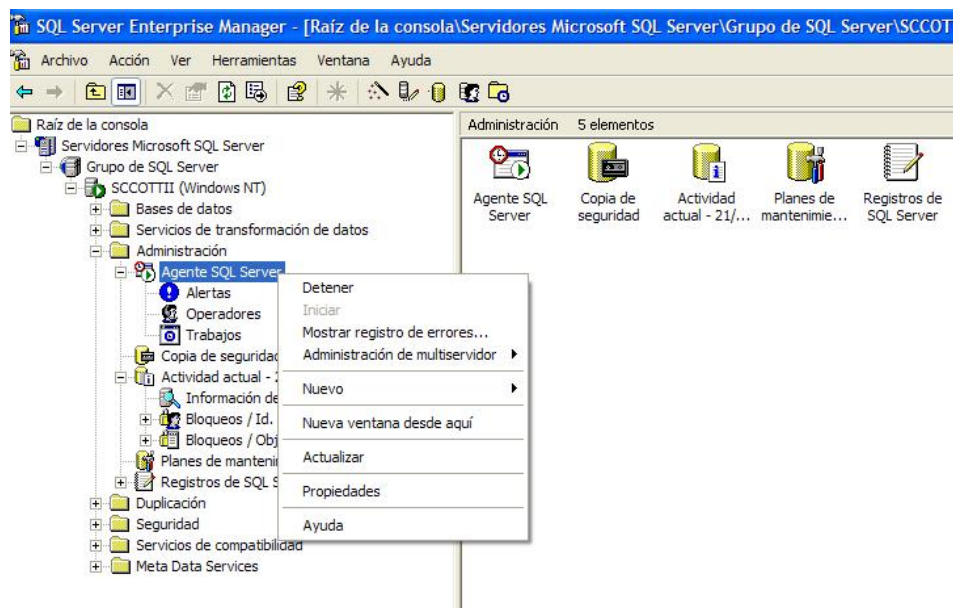 SQL Server Enterprise Manager - [Raíz de la consola\Servidores Microsoft SQL Server\Grupo de SQL Server\SCCOT
Archivo Acción Ver Herramientas Ventana Ayuda
Raíz de la consola
Servidores Microsoft SQL Server
Grupo de SQL Server
SCCOTTII (Windows NT)
Bases de datos
Servicios de transformación de datos
Administración
Agente SQL Server
Alertas
Operadores
Trabajos
Copia de seguridad
Actividad actual - 2
Información de
Bloqueos / Id.
Bloqueos / Obj
Planes de manteni
Registros de SQL S
Duplicación
Seguridad
Servicios de compatibilidad
Meta Data Services
Detener
Iniciar
Mostrar registro de errores...
Administración de multiservidor
Nuevo
Nueva ventana desde aquí
Actualizar
Propiedades
Ayuda
Administración 5 elementos
Agente SQL
Server
Copia de
seguridad
Actividad
actual - 21/...
Planes de
mantenimie...
Registros de
SQL Server